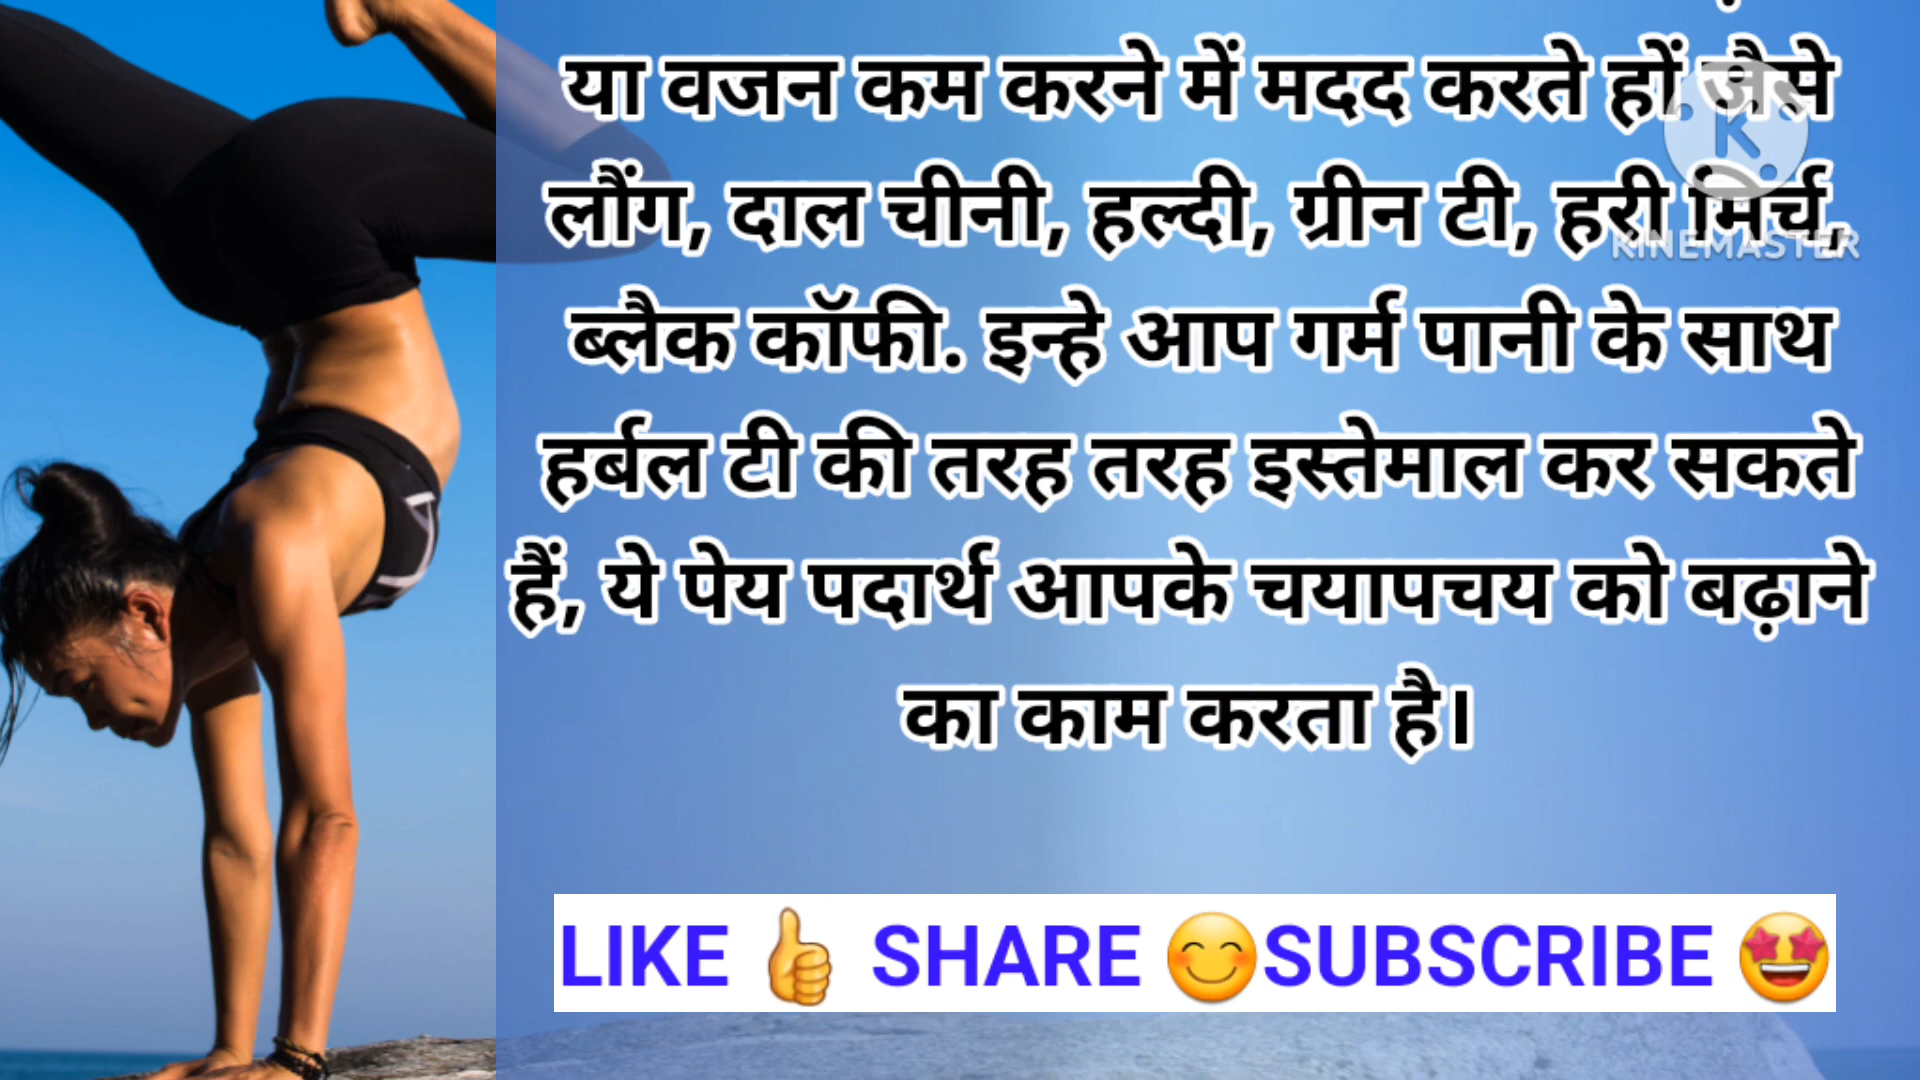 या वजन कम करने में मदद करते हों जैसे
लौंग, दाल चीनी, हल्दी, ग्रीन टी, हरी मिर्च,
KINEMASTER
ब्लैक कॉफी. इन्हे आप गर्म पानी के साथ
हर्बल टी की तरह तरह इस्तेमाल कर सकते
हैं, ये पेय पदार्थ आपके चयापचय को बढ़ाने
का काम करता है।
LIKE 👍 SHARE 😊SUBSCRIBE 🤩